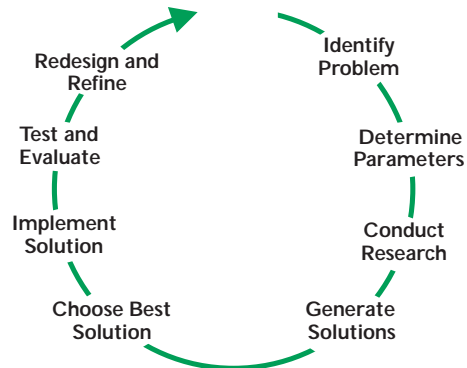 Identify
Problem
Determine
Parameters
Conduct
Research
Generate
Solutions
Choose Best
Solution
Implement
Solution
Test and
Evaluate
Redesign and
Refine